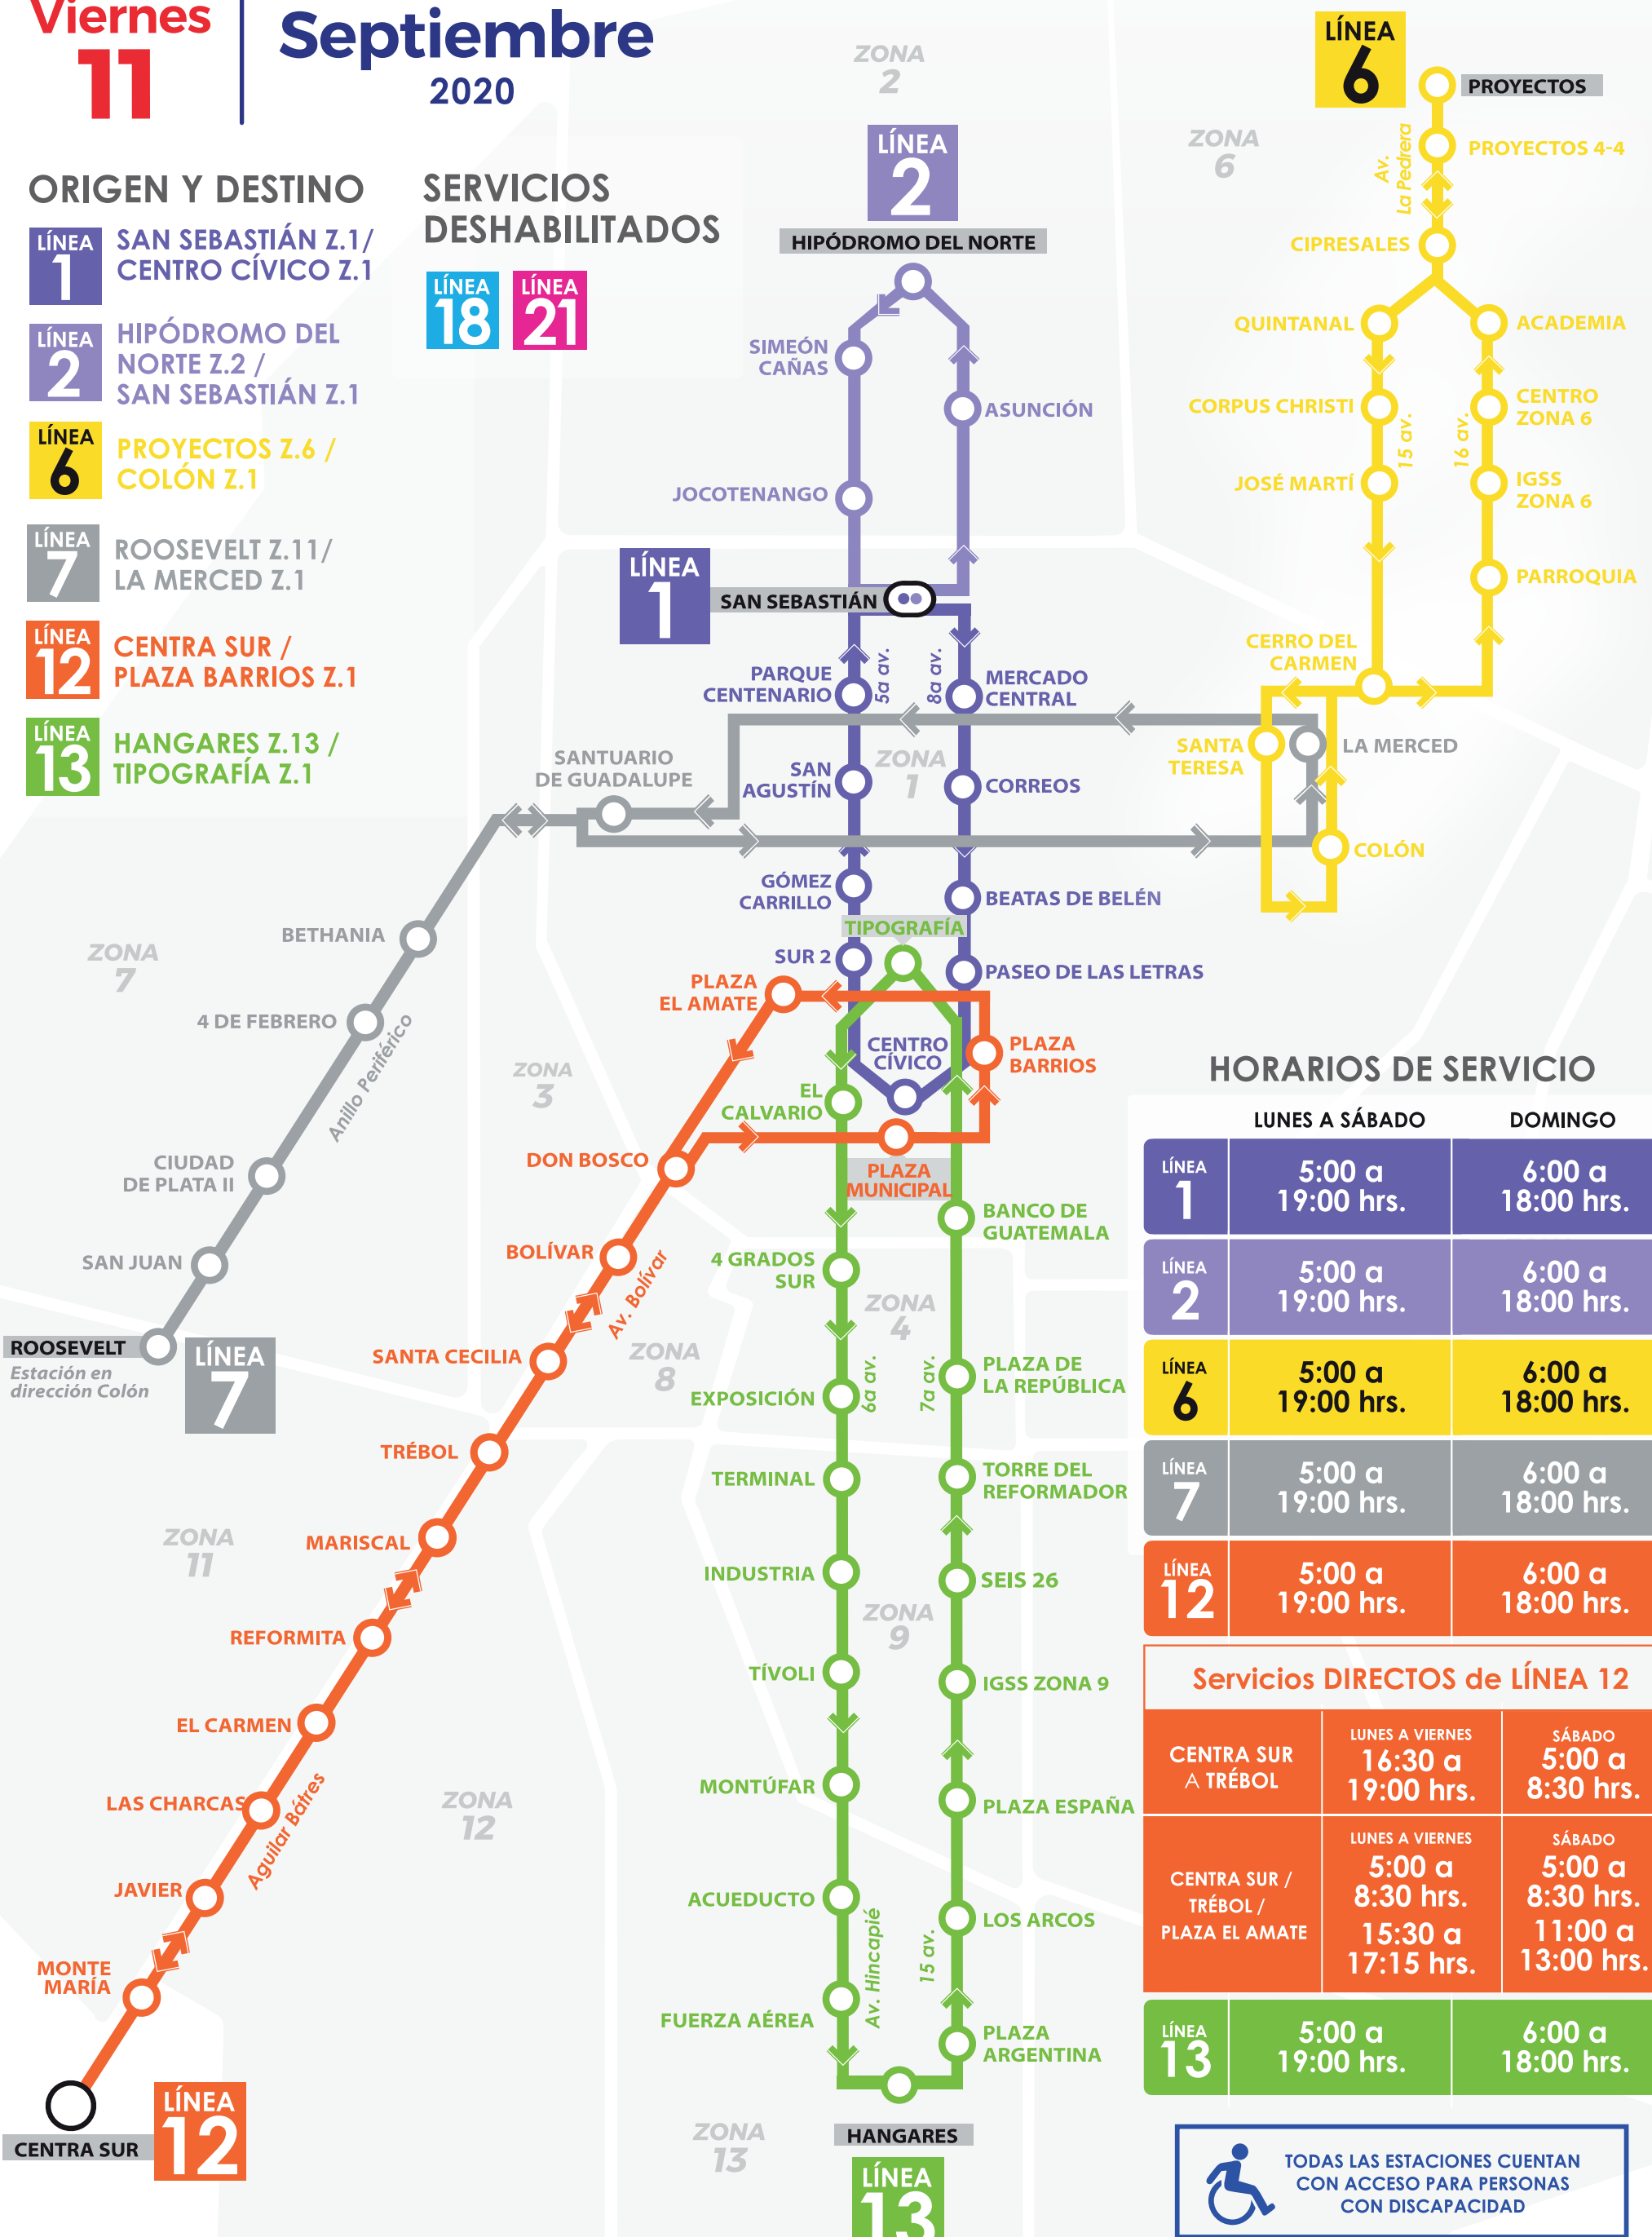 Viernes
11
Septiembre
2020
ORIGEN Y DESTINO
LÍNEA
1
SAN SEBASTIÁN Z.1/
CENTRO CÍVICO Z.1
LÍNEA
2
HIPÓDROMO DEL
NORTE Z.2 /
SAN SEBASTIÁN Z.1
LÍNEA
6
PROYECTOS Z.6 /
COLÓN Z.1
LÍNEA
7
ROOSEVELT Z.11/
LA MERCED Z.1
LÍNEA
12
CENTRA SUR /
PLAZA BARRIOS Z.1
LÍNEA
13
HANGARES Z.13 /
TIPOGRAFÍA Z.1
SERVICIOS
DESHABILITADOS
LÍNEA
18
LÍNEA
21
ZONA
2
LÍNEA
2
HIPÓDROMO DEL NORTE
SIMEÓN
CAÑAS
ASUNCIÓN
JOCOTENANGO
LÍNEA
1
SAN SEBASTIÁN
LÍNEA
6
PROYECTOS
ZONA
6
Av.
La Pedrera
PROYECTOS 4-4
CIPRESALES
QUINTANAL
ACADEMIA
CORPUS CHRISTI
15 av.
16 av.
CENTRO
ZONA 6
JOSÉ MARTÍ
IGSS
ZONA 6
PARROQUIA
CERRO DEL
CARMEN
SANTA
TERESA
LA MERCED
COLÓN
PARQUE
CENTENARIO
5a av.
8a av.
MERCADO
CENTRAL
SANTUARIO
DE GUADALUPE
SAN
AGUSTÍN
ZONA
1
CORREOS
GÓMEZ
CARRILLO
BEATAS DE BELÉN
TIPOGRAFÍA
SUR 2
PASEO DE LAS LETRAS
BETHANIA
ZONA
7
4 DE FEBRERO
Anillo Periférico
CIUDAD
DE PLATA II
SAN JUAN
ROOSEVELT
Estación en
dirección Colón
LÍNEA
7
PLAZA
EL AMATE
CENTRO
CÍVICO
PLAZA
BARRIOS
ZONA
3
EL
CALVARIO
DON BOSCO
PLAZA
MUNICIPAL
BANCO DE
GUATEMALA
BOLÍVAR
Av. Bolívar
4 GRADOS
SUR
ZONA
4
SANTA CECILIA
ZONA
8
EXPOSICIÓN
6a av.
7a av.
PLAZA DE
LA REPÚBLICA
TRÉBOL
TERMINAL
TORRE DEL
REFORMADOR
ZONA
11
MARISCAL
INDUSTRIA
SEIS 26
ZONA
9
REFORMITA
TÍVOLI
IGSS ZONA 9
EL CARMEN
MONTÚFAR
PLAZA ESPAÑA
LAS CHARCAS
Aguilar Bátres
ZONA
12
JAVIER
ACUEDUCTO
Av. Hincapié
15 av.
LOS ARCOS
MONTE
MARÍA
FUERZA AÉREA
PLAZA
ARGENTINA
CENTRA SUR
LÍNEA
12
ZONA
13
HANGARES
LÍNEA
13
HORARIOS DE SERVICIO
LUNES A SÁBADO
DOMINGO
LÍNEA
1
5:00 a
19:00 hrs.
6:00 a
18:00 hrs.
LÍNEA
2
5:00 a
19:00 hrs.
6:00 a
18:00 hrs.
LÍNEA
6
5:00 a
19:00 hrs.
6:00 a
18:00 hrs.
LÍNEA
7
5:00 a
19:00 hrs.
6:00 a
18:00 hrs.
LÍNEA
12
5:00 a
19:00 hrs.
6:00 a
18:00 hrs.
Servicios DIRECTOS de LÍNEA 12
CENTRA SUR
A TRÉBOL
LUNES A VIERNES
16:30 a
19:00 hrs.
SÁBADO
5:00 a
8:30 hrs.
CENTRA SUR /
TRÉBOL /
PLAZA EL AMATE
LUNES A VIERNES
5:00 a
8:30 hrs.
15:30 a
17:15 hrs.
SÁBADO
5:00 a
8:30 hrs.
11:00 a
13:00 hrs.
LÍNEA
13
5:00 a
19:00 hrs.
6:00 a
18:00 hrs.
TODAS LAS ESTACIONES CUENTAN
CON ACCESO PARA PERSONAS
CON DISCAPACIDAD